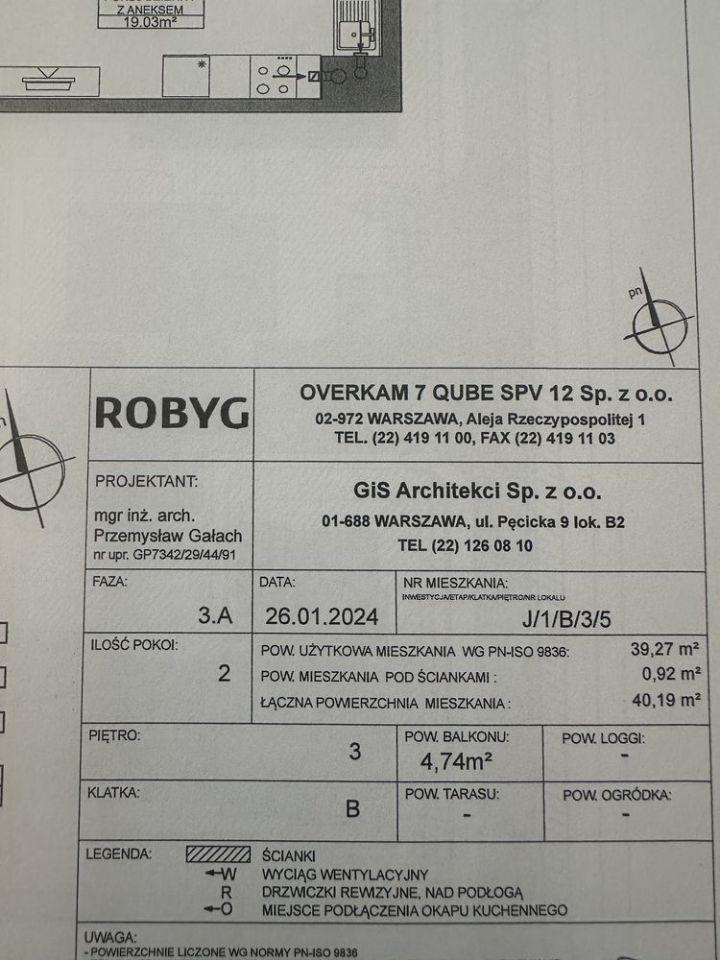 Z ANEKSEM
19.03m²
pn
ROBYG
OVERKAM 7 QUBE SPV 12 Sp. z o.o.
02-972 WARSZAWA, Aleja Rzeczypospolitej 1
TEL. (22) 419 11 00, FAX (22) 419 11 03
PROJEKTANT:
mgr inż. arch.
Przemysław Gałach
nr upr. GP7342/29/44/91
GiS Architekci Sp. z o.o.
01-688 WARSZAWA, ul. Pęcicka 9 lok. B2
TEL (22) 126 08 10
FAZA:
3.A
DATA:
26.01.2024
NR MIESZKANIA:
INWESTYCJA/ETAP/KLATKA/PIĘTRO/NR LOKALU
J/1/B/3/5
ILOŚĆ POKOI:
2
POW. UŻYTKOWA MIESZKANIA WG PN-ISO 9836: 39,27 m²
POW. MIESZKANIA POD ŚCIANKAMI : 0,92 m²
ŁĄCZNA POWIERZCHNIA MIESZKANIA : 40,19 m²
PIĘTRO:
3
POW. BALKONU:
4,74m²
POW. LOGGI:
-
KLATKA:
B
POW. TARASU:
-
POW. OGRÓDKA:
-
LEGENDA: ŚCIANKI
W WYCIĄG WENTYLACYJNY
R DRZWICZKI REWIZYJNE, NAD PODŁOGĄ
O MIEJSCE PODŁĄCZENIA OKAPU KUCHENNEGO
UWAGA:
- POWIERZCHNIE LICZONE WG NORMY PN-ISO 9836